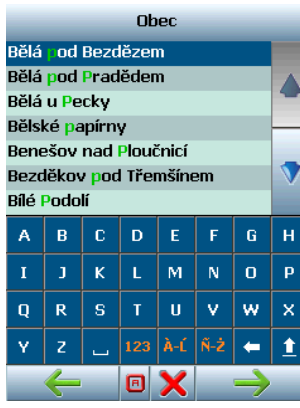 Obec
Bělá pod Bezdězem
Bělá pod Pradědem
Bělá u Pecky
Bělské papírny
Benešov nad Ploučnicí
Bezděkov pod Třemšínem
Bílé Podolí
A B C D E F G H
I J K L M N O P
Q R S T U V W X
Y Z 123 À-Ľ Ñ-Ż
A